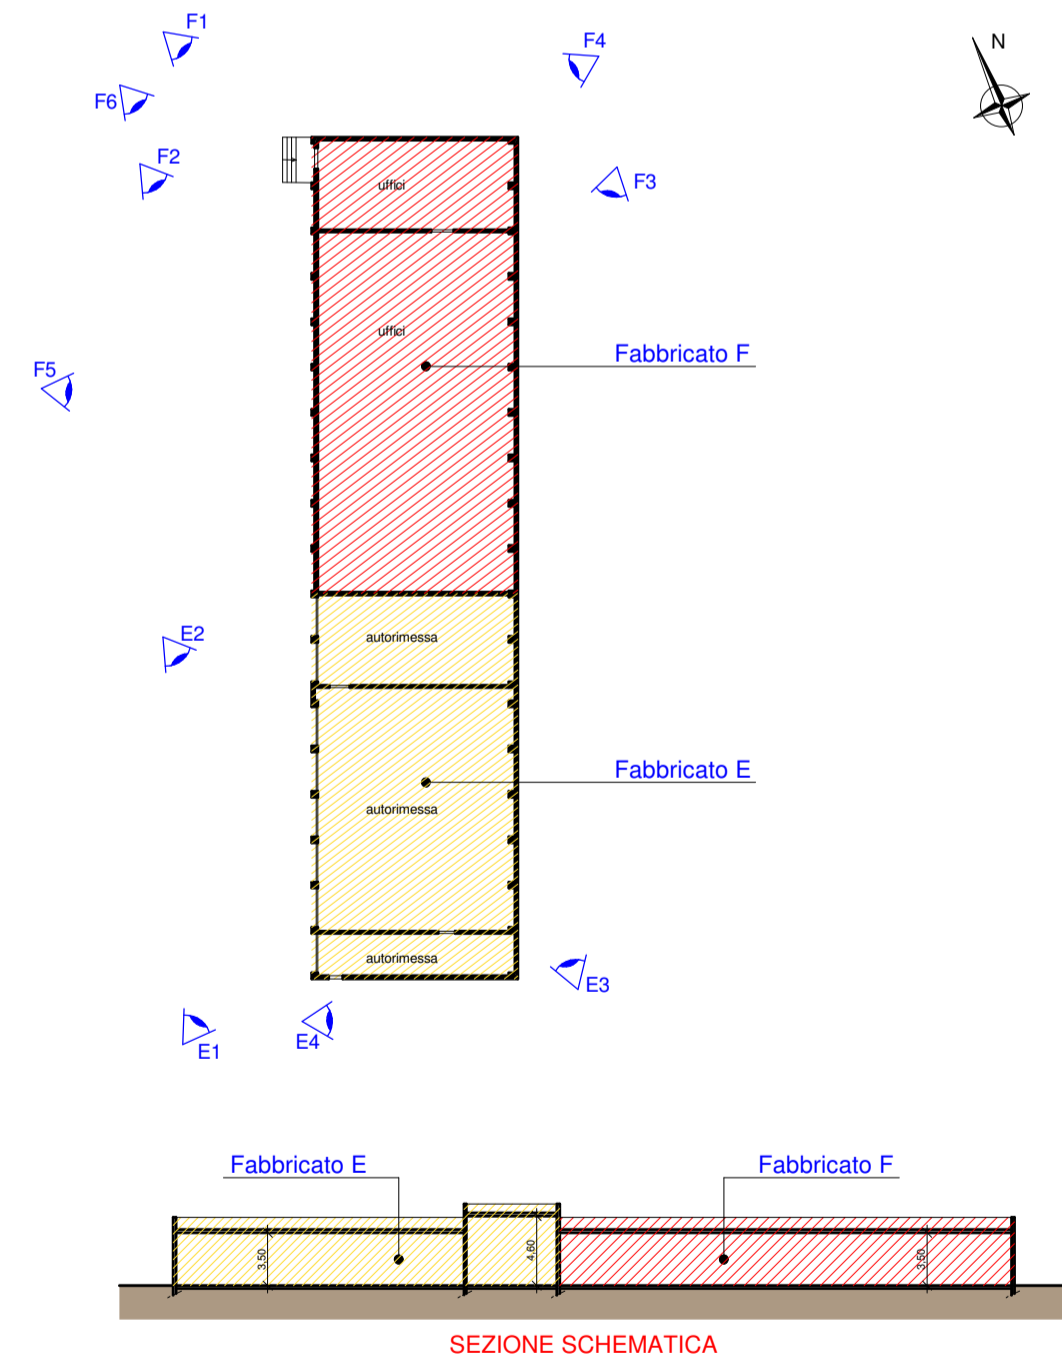 F1
F4
N
F6
F2
F3
uffici
uffici
Fabbricato F
F5
E2
autorimessa
Fabbricato E
autorimessa
autorimessa
E3
E1
E4
Fabbricato E
Fabbricato F
3.50
4.60
3.50
SEZIONE SCHEMATICA